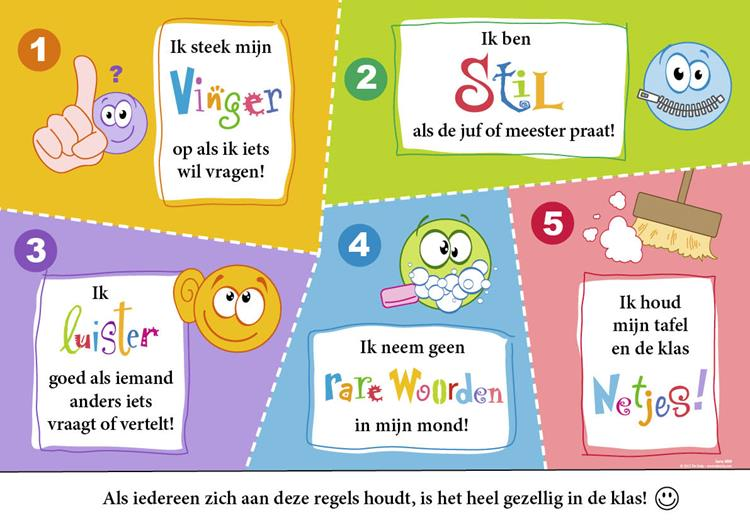 1
?
Ik steek mijn
Vinger
op als ik iets
wil vragen!
2
Ik ben
Stil
als de juf of meester praat!
3
Ik
luister
goed als iemand
anders iets
vraagt of vertelt!
4
Ik neem geen
rare Woorden
in mijn mond!
5
Ik houd
mijn tafel
en de klas
Netjes!
Als iedereen zich aan deze regels houdt, is het heel gezellig in de klas!